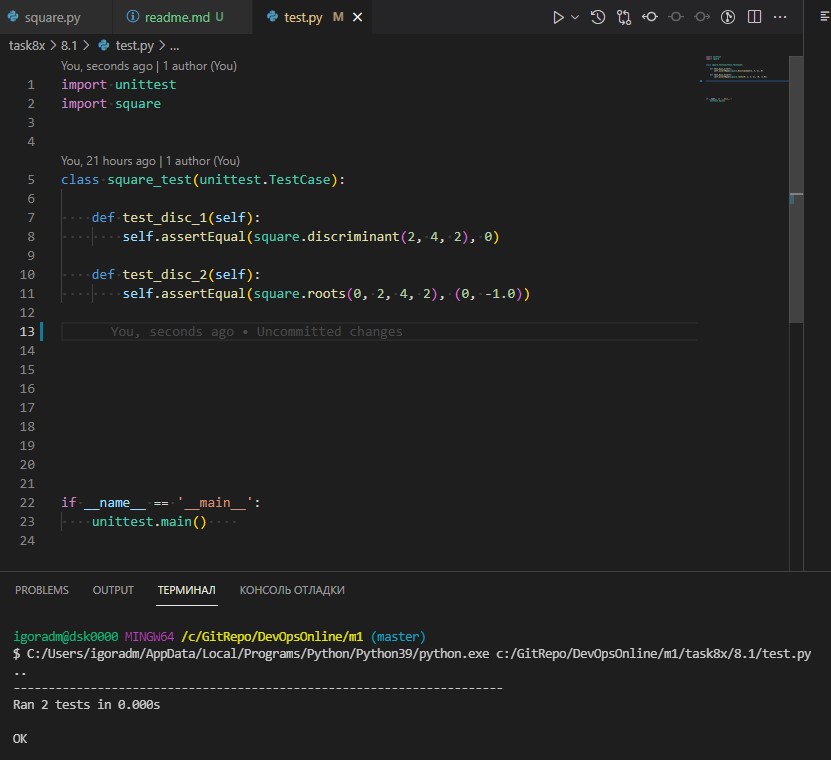 square.py readme.md U test.py M
task8x > 8.1 > test.py > ...
You, seconds ago | 1 author (You)
1 import unittest
2 import square
3
4
You, 21 hours ago | 1 author (You)
5 class square_test(unittest.TestCase):
6
7 def test_disc_1(self):
8 self.assertEqual(square.discriminant(2, 4, 2), 0)
9
10 def test_disc_2(self):
11 self.assertEqual(square.roots(0, 2, 4, 2), (0, -1.0))
12
13 You, seconds ago • Uncommitted changes
14
15
16
17
18
19
20
21
22 if __name__ == '__main__':
23 unittest.main()
24
PROBLEMS OUTPUT ТЕРМИНАЛ КОНСОЛЬ ОТЛАДКИ
igoradm@dsk0000 MINGW64 /c/GitRepo/DevOpsOnline/m1 (master)
$ C:/Users/igoradm/AppData/Local/Programs/Python/Python39/python.exe c:/GitRepo/DevOpsOnline/m1/task8x/8.1/test.py
..
----------------------------------------------------------------------
Ran 2 tests in 0.000s
OK